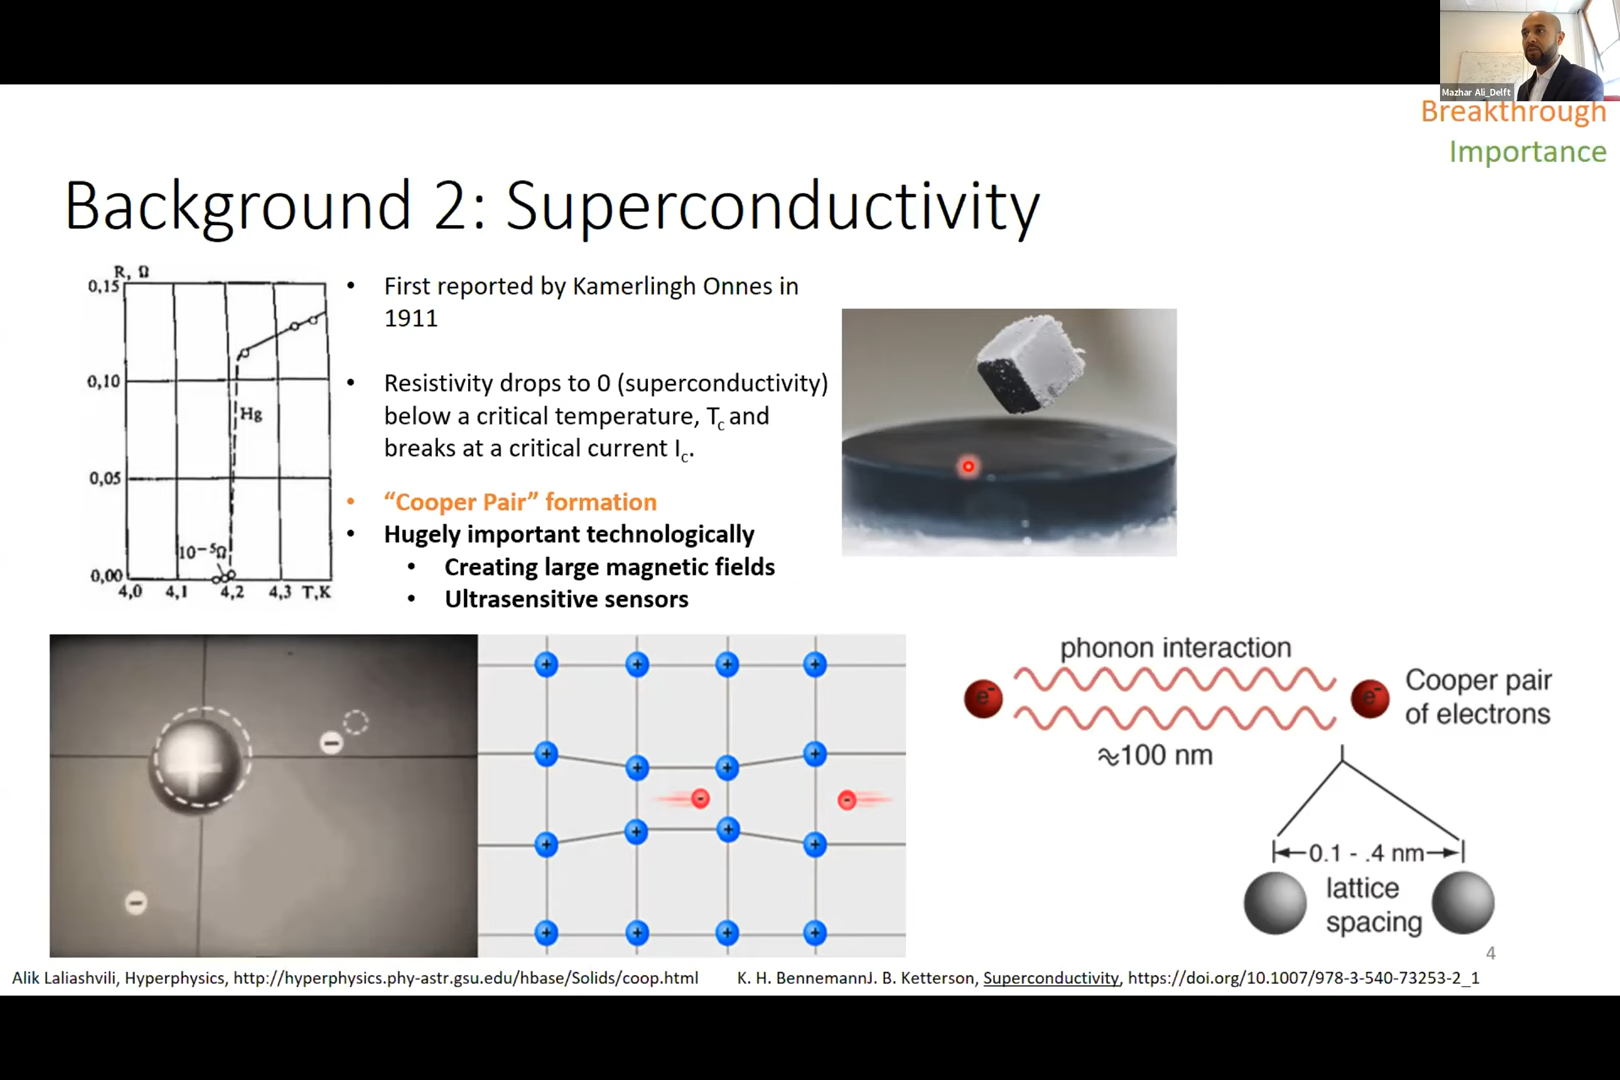 Mazhar Ali_Delft
Breakthrough
Importance
Background 2: Superconductivity
R, Ω
0,15
0,10
0,05
0,00
Hg
10⁻⁵Ω
4,0 4,1 4,2 4,3 T,K
• First reported by Kamerlingh Onnes in
1911
• Resistivity drops to 0 (superconductivity)
below a critical temperature, Tc and
breaks at a critical current Ic.
• “Cooper Pair” formation
• Hugely important technologically
• Creating large magnetic fields
• Ultrasensitive sensors
+
-
-
+ + + +
+ + + +
- -
+ + + +
+ + + +
phonon interaction
e⁻
e⁻
Cooper pair
of electrons
≈100 nm
0.1 - .4 nm
lattice
spacing
4
Alik Laliashvili, Hyperphysics, http://hyperphysics.phy-astr.gsu.edu/hbase/Solids/coop.html
K. H. BennemannJ. B. Ketterson, Superconductivity, https://doi.org/10.1007/978-3-540-73253-2_1